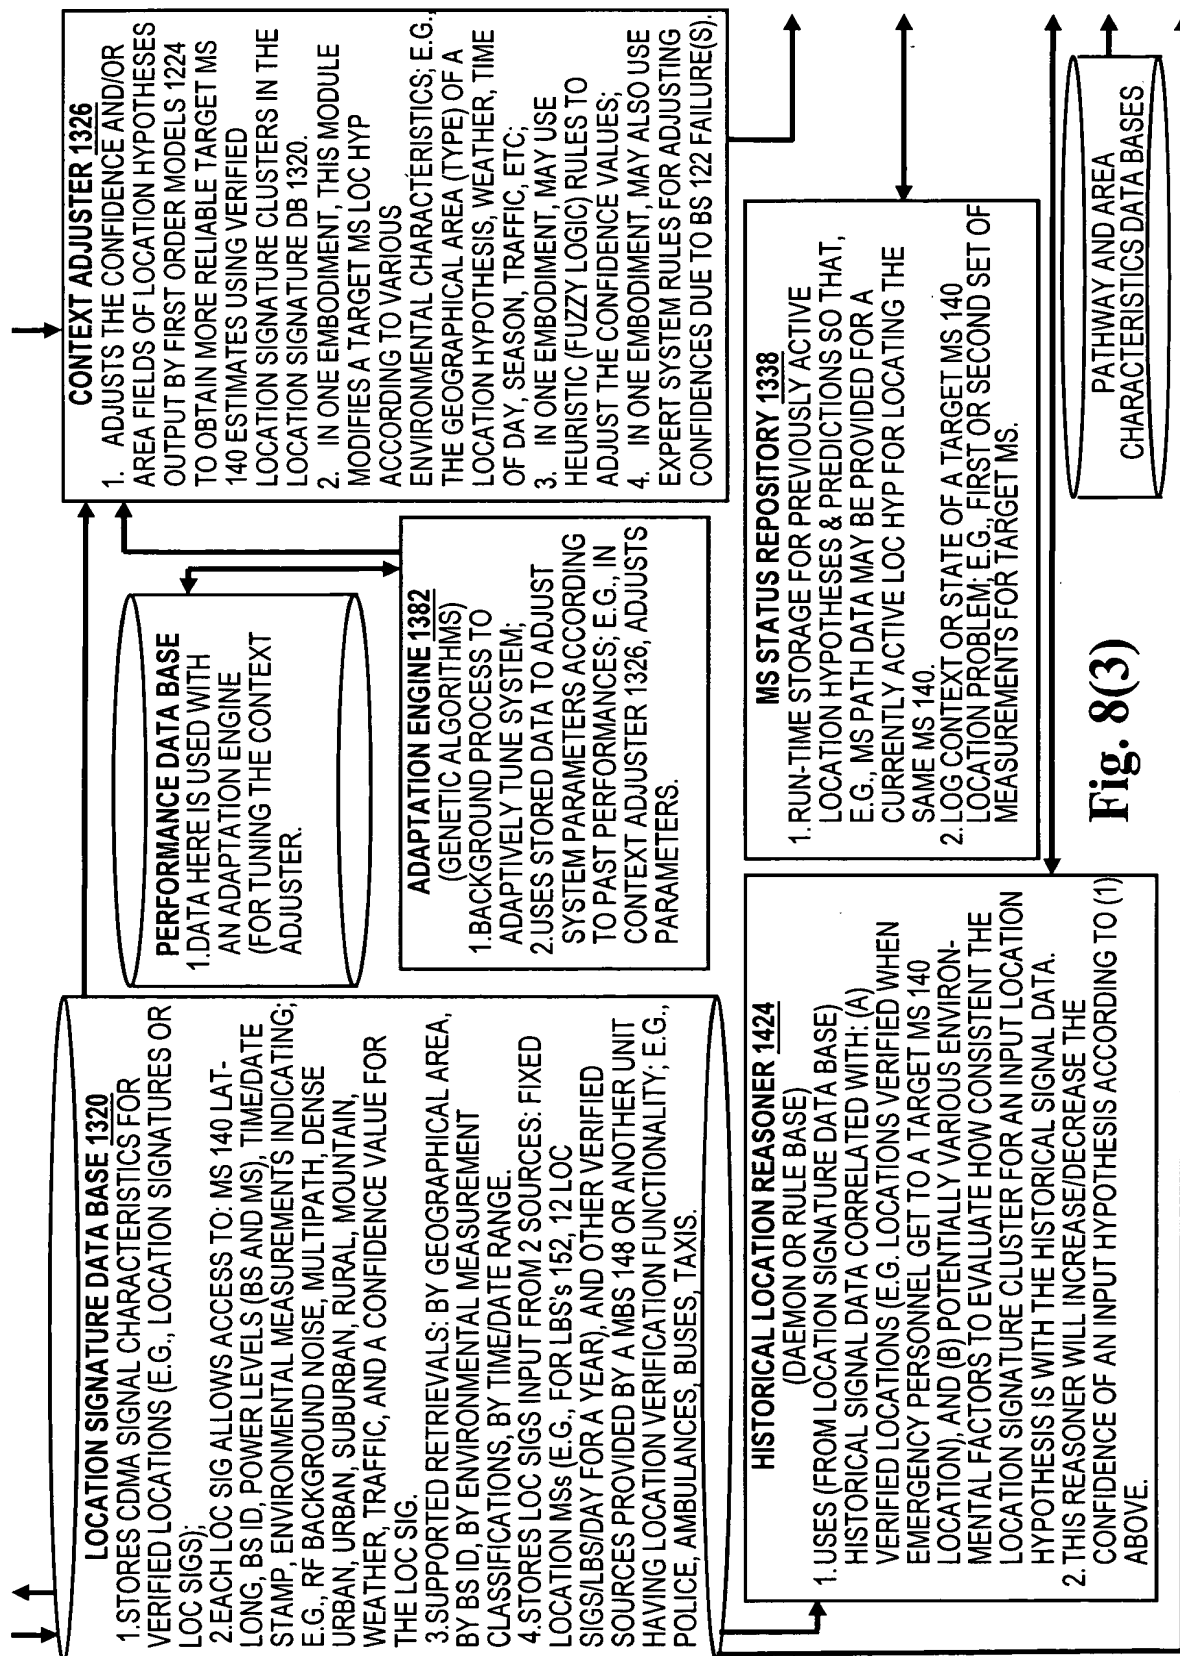 LOCATION SIGNATURE DATA BASE 1320
1.STORES CDMA SIGNAL CHARACTERISTICS FOR
VERIFIED LOCATIONS (E.G., LOCATION SIGNATURES OR
LOC SIGS);
2.EACH LOC SIG ALLOWS ACCESS TO: MS 140 LAT-
LONG, BS ID, POWER LEVELS (BS AND MS), TIME/DATE
STAMP, ENVIRONMENTAL MEASUREMENTS INDICATING;
E.G., RF BACKGROUND NOISE, MULTIPATH, DENSE
URBAN, URBAN, SUBURBAN, RURAL, MOUNTAIN,
WEATHER, TRAFFIC, AND A CONFIDENCE VALUE FOR
THE LOC SIG.
3.SUPPORTED RETRIEVALS: BY GEOGRAPHICAL AREA,
BY BS ID, BY ENVIRONMENTAL MEASUREMENT
CLASSIFICATIONS, BY TIME/DATE RANGE.
4.STORES LOC SIGS INPUT FROM 2 SOURCES: FIXED
LOCATION MSs (E.G., FOR LBS's 152, 12 LOC
SIGS/LBS/DAY FOR A YEAR), AND OTHER VERIFIED
SOURCES PROVIDED BY A MBS 148 OR ANOTHER UNIT
HAVING LOCATION VERIFICATION FUNCTIONALITY; E.G.,
POLICE, AMBULANCES, BUSES, TAXIS.
PERFORMANCE DATA BASE
1.DATA HERE IS USED WITH
AN ADAPTATION ENGINE
(FOR TUNING THE CONTEXT
ADJUSTER.
ADAPTATION ENGINE 1382
(GENETIC ALGORITHMS)
1.BACKGROUND PROCESS TO
ADAPTIVELY TUNE SYSTEM;
2.USES STORED DATA TO ADJUST
SYSTEM PARAMETERS ACCORDING
TO PAST PERFORMANCES; E.G., IN
CONTEXT ADJUSTER 1326, ADJUSTS
PARAMETERS.
CONTEXT ADJUSTER 1326
1. ADJUSTS THE CONFIDENCE AND/OR
AREA FIELDS OF LOCATION HYPOTHESES
OUTPUT BY FIRST ORDER MODELS 1224
TO OBTAIN MORE RELIABLE TARGET MS
140 ESTIMATES USING VERIFIED
LOCATION SIGNATURE CLUSTERS IN THE
LOCATION SIGNATURE DB 1320.
2. IN ONE EMBODIMENT, THIS MODULE
MODIFIES A TARGET MS LOC HYP
ACCORDING TO VARIOUS
ENVIRONMENTAL CHARACTERISTICS; E.G.,
THE GEOGRAPHICAL AREA (TYPE) OF A
LOCATION HYPOTHESIS, WEATHER, TIME
OF DAY, SEASON, TRAFFIC, ETC;
3. IN ONE EMBODIMENT, MAY USE
HEURISTIC (FUZZY LOGIC) RULES TO
ADJUST THE CONFIDENCE VALUES;
4. IN ONE EMBODIMENT, MAY ALSO USE
EXPERT SYSTEM RULES FOR ADJUSTING
CONFIDENCES DUE TO BS 122 FAILURE(S).
HISTORICAL LOCATION REASONER 1424
(DAEMON OR RULE BASE)
1. USES (FROM LOCATION SIGNATURE DATA BASE)
HISTORICAL SIGNAL DATA CORRELATED WITH: (A)
VERIFIED LOCATIONS (E.G. LOCATIONS VERIFIED WHEN
EMERGENCY PERSONNEL GET TO A TARGET MS 140
LOCATION), AND (B) POTENTIALLY VARIOUS ENVIRON-
MENTAL FACTORS TO EVALUATE HOW CONSISTENT THE
LOCATION SIGNATURE CLUSTER FOR AN INPUT LOCATION
HYPOTHESIS IS WITH THE HISTORICAL SIGNAL DATA.
2. THIS REASONER WILL INCREASE/DECREASE THE
CONFIDENCE OF AN INPUT HYPOTHESIS ACCORDING TO (1)
ABOVE.
MS STATUS REPOSITORY 1338
1. RUN-TIME STORAGE FOR PREVIOUSLY ACTIVE
LOCATION HYPOTHESES & PREDICTIONS SO THAT,
E.G., MS PATH DATA MAY BE PROVIDED FOR A
CURRENTLY ACTIVE LOC HYP FOR LOCATING THE
SAME MS 140.
2. LOG CONTEXT OR STATE OF A TARGET MS 140
LOCATION PROBLEM; E.G., FIRST OR SECOND SET OF
MEASUREMENTS FOR TARGET MS.
PATHWAY AND AREA
CHARACTERISTICS DATA BASES
Fig. 8(3)